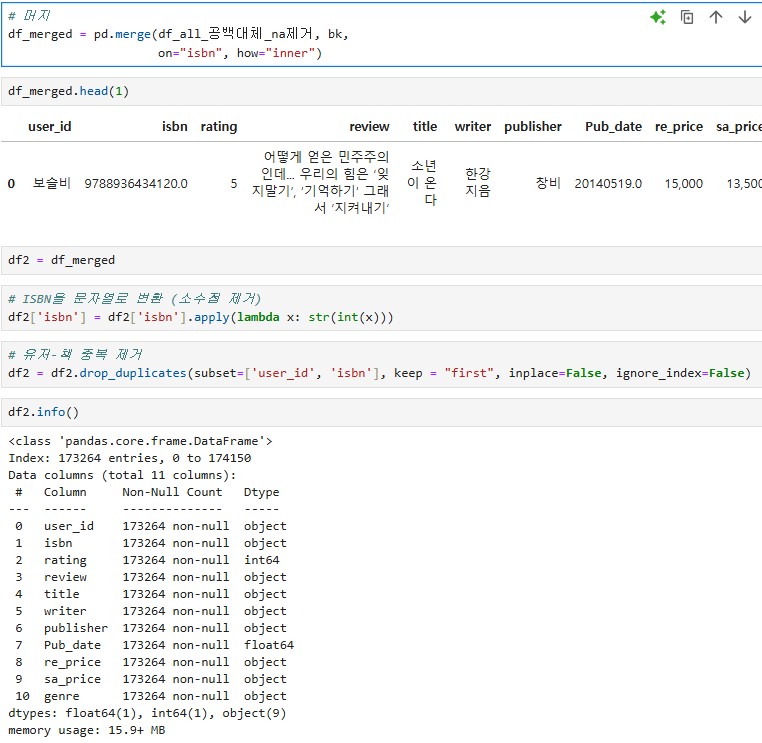 # 머지
df_merged = pd.merge(df_all_공백대체_na제거, bk,
on="isbn", how="inner")
df_merged.head(1)
user_id isbn rating review title writer publisher Pub_date re_price sa_price
0 보슬비 9788936434120.0 5 어떻게 얻은 민주주의 인데... 우리의 힘은 '잊 지말기', '기억하기' 그래 서 '지켜내기' 소년 이 온 다 한강 지음 창비 20140519.0 15,000 13,500
df2 = df_merged
# ISBN을 문자열로 변환 (소수점 제거)
df2['isbn'] = df2['isbn'].apply(lambda x: str(int(x)))
# 유저-책 중복 제거
df2 = df2.drop_duplicates(subset=['user_id', 'isbn'], keep = "first", inplace=False, ignore_index=False)
df2.info()
<class 'pandas.core.frame.DataFrame'>
Index: 173264 entries, 0 to 174150
Data columns (total 11 columns):
# Column Non-Null Count Dtype
--- ------ -------------- -----
0 user_id 173264 non-null object
1 isbn 173264 non-null object
2 rating 173264 non-null int64
3 review 173264 non-null object
4 title 173264 non-null object
5 writer 173264 non-null object
6 publisher 173264 non-null object
7 Pub_date 173264 non-null float64
8 re_price 173264 non-null object
9 sa_price 173264 non-null object
10 genre 173264 non-null object
dtypes: float64(1), int64(1), object(9)
memory usage: 15.9+ MB